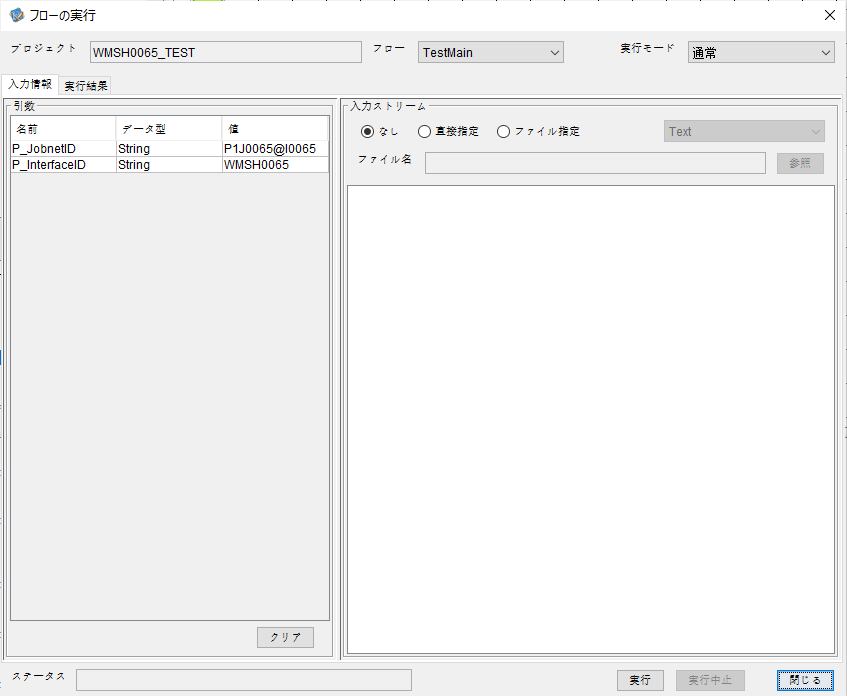 フローの実行
プロジェクト WMSH0065_TEST フロー TestMain 実行モード 通常
入力情報 実行結果
引数
名前 データ型 値
P_JobnetID String P1J0065@I0065
P_InterfaceID String WMSH0065
クリア
入力ストリーム
なし 直接指定 ファイル指定 Text
ファイル名 参照
ステータス 実行 実行中止 閉じる